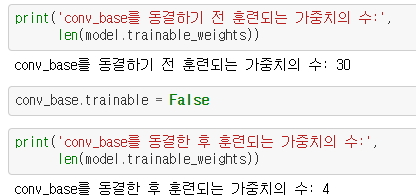 print('conv_base를 동결하기 전 훈련되는 가중치의 수:',
len(model.trainable_weights))
conv_base를 동결하기 전 훈련되는 가중치의 수: 30
conv_base.trainable = False
print('conv_base를 동결한 후 훈련되는 가중치의 수:',
len(model.trainable_weights))
conv_base를 동결한 후 훈련되는 가중치의 수: 4